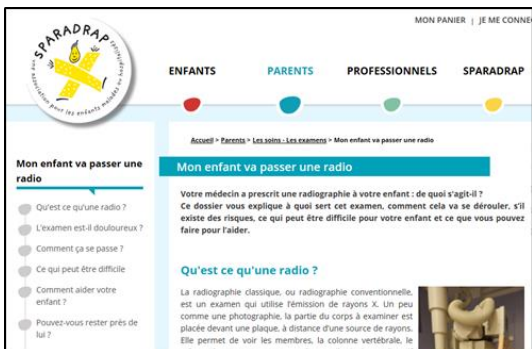 MON PANIER | JE ME CONNE
SPARADRAP
une association pour les enfants malades ou handicapés
ENFANTS PARENTS PROFESSIONNELS SPARADRAP
Accueil > Parents > Les soins - Les examens > Mon enfant va passer une radio
Mon enfant va passer une
radio
Qu'est ce qu'une radio ?
L'examen est-il douloureux ?
Comment ça se passe ?
Ce qui peut être difficile
Comment aider votre
enfant ?
Pouvez-vous rester près de
lui ?
Mon enfant va passer une radio
Votre médecin a prescrit une radiographie à votre enfant : de quoi s'agit-il ?
Ce dossier vous explique à quoi sert cet examen, comment cela va se dérouler, s'il
existe des risques, ce qui peut être difficile pour votre enfant et ce que vous pouvez
faire pour l'aider.
Qu'est ce qu'une radio ?
La radiographie classique, ou radiographie conventionnelle,
est un examen qui utilise l'émission de rayons X. Un peu
comme une photographie, la partie du corps à examiner est
placée devant une plaque, à distance d'une source de rayons.
Elle permet de voir les membres, la colonne vertébrale, le